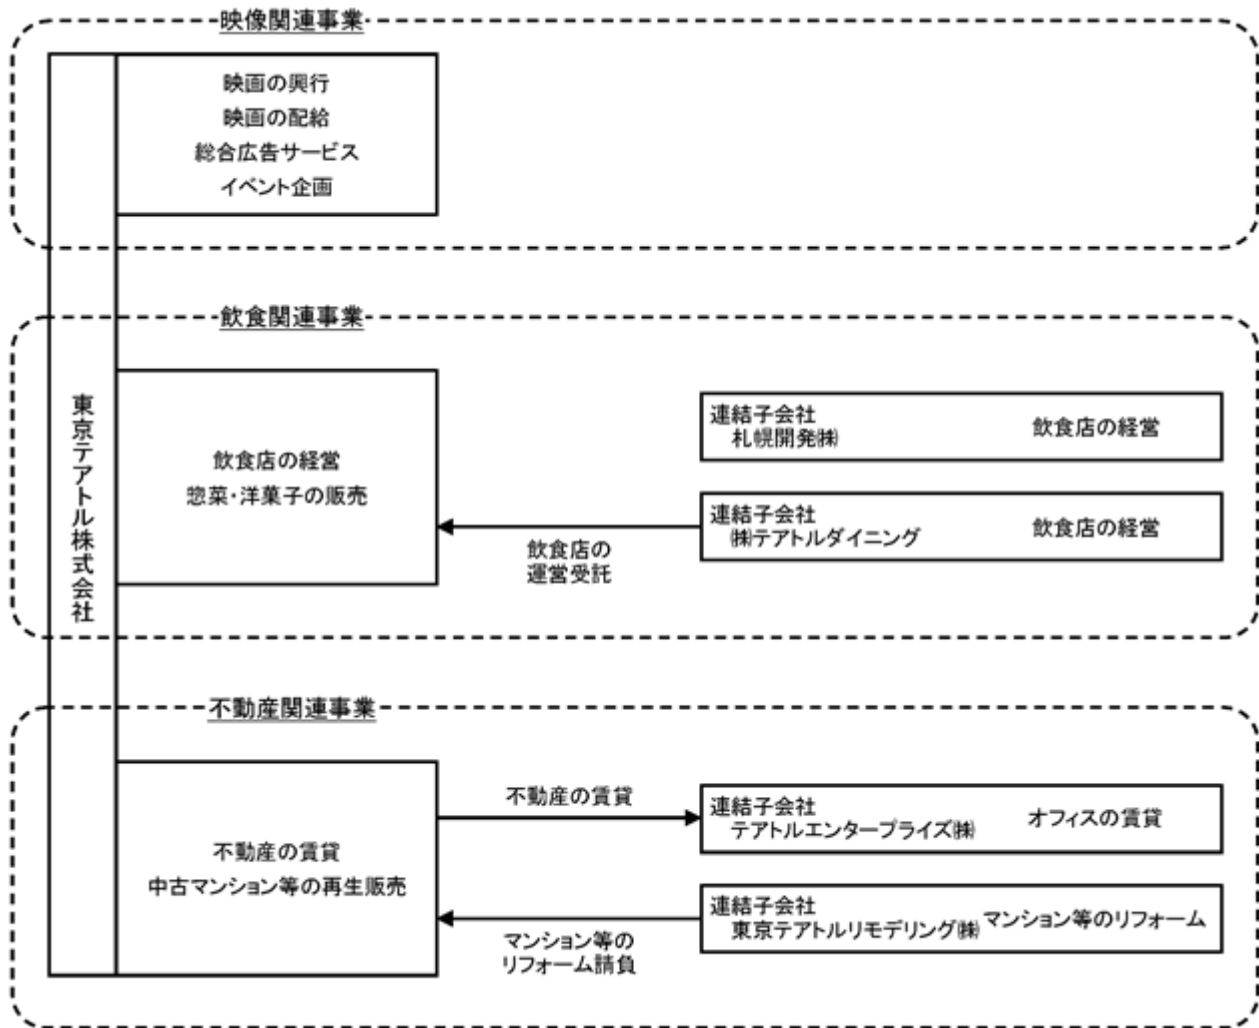 映像関連事業
映画の興行
映画の配給
総合広告サービス
イベント企画
東京テアトル株式会社
飲食関連事業
飲食店の経営
惣菜・洋菓子の販売
連結子会社
札幌開発㈱
飲食店の経営
連結子会社
㈱テアトルダイニング
飲食店の経営
飲食店の
運営受託
不動産関連事業
不動産の賃貸
中古マンション等の再生販売
不動産の賃貸
連結子会社
テアトルエンタープライズ㈱
オフィスの賃貸
連結子会社
東京テアトルリモデリング㈱
マンション等のリフォーム
マンション等の
リフォーム請負